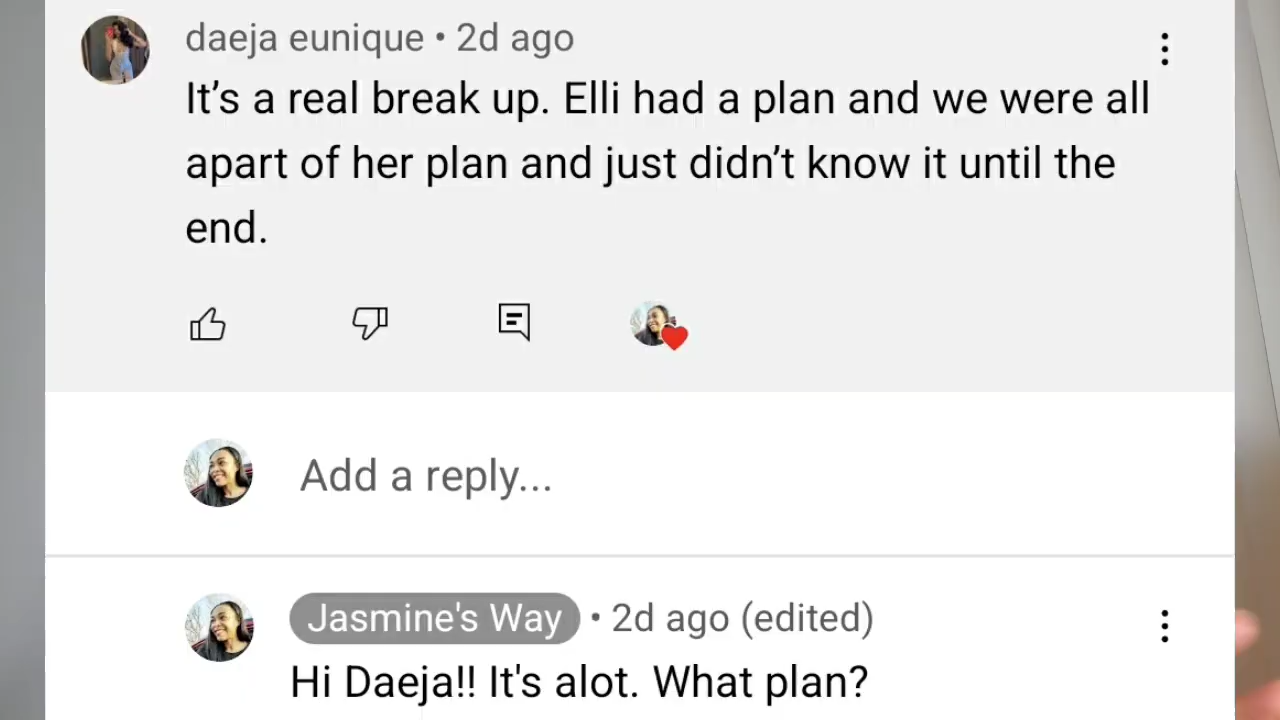 daeja eunique • 2d ago
It’s a real break up. Elli had a plan and we were all
apart of her plan and just didn’t know it until the
end.
Add a reply...
Jasmine's Way • 2d ago (edited)
Hi Daeja!! It's alot. What plan?